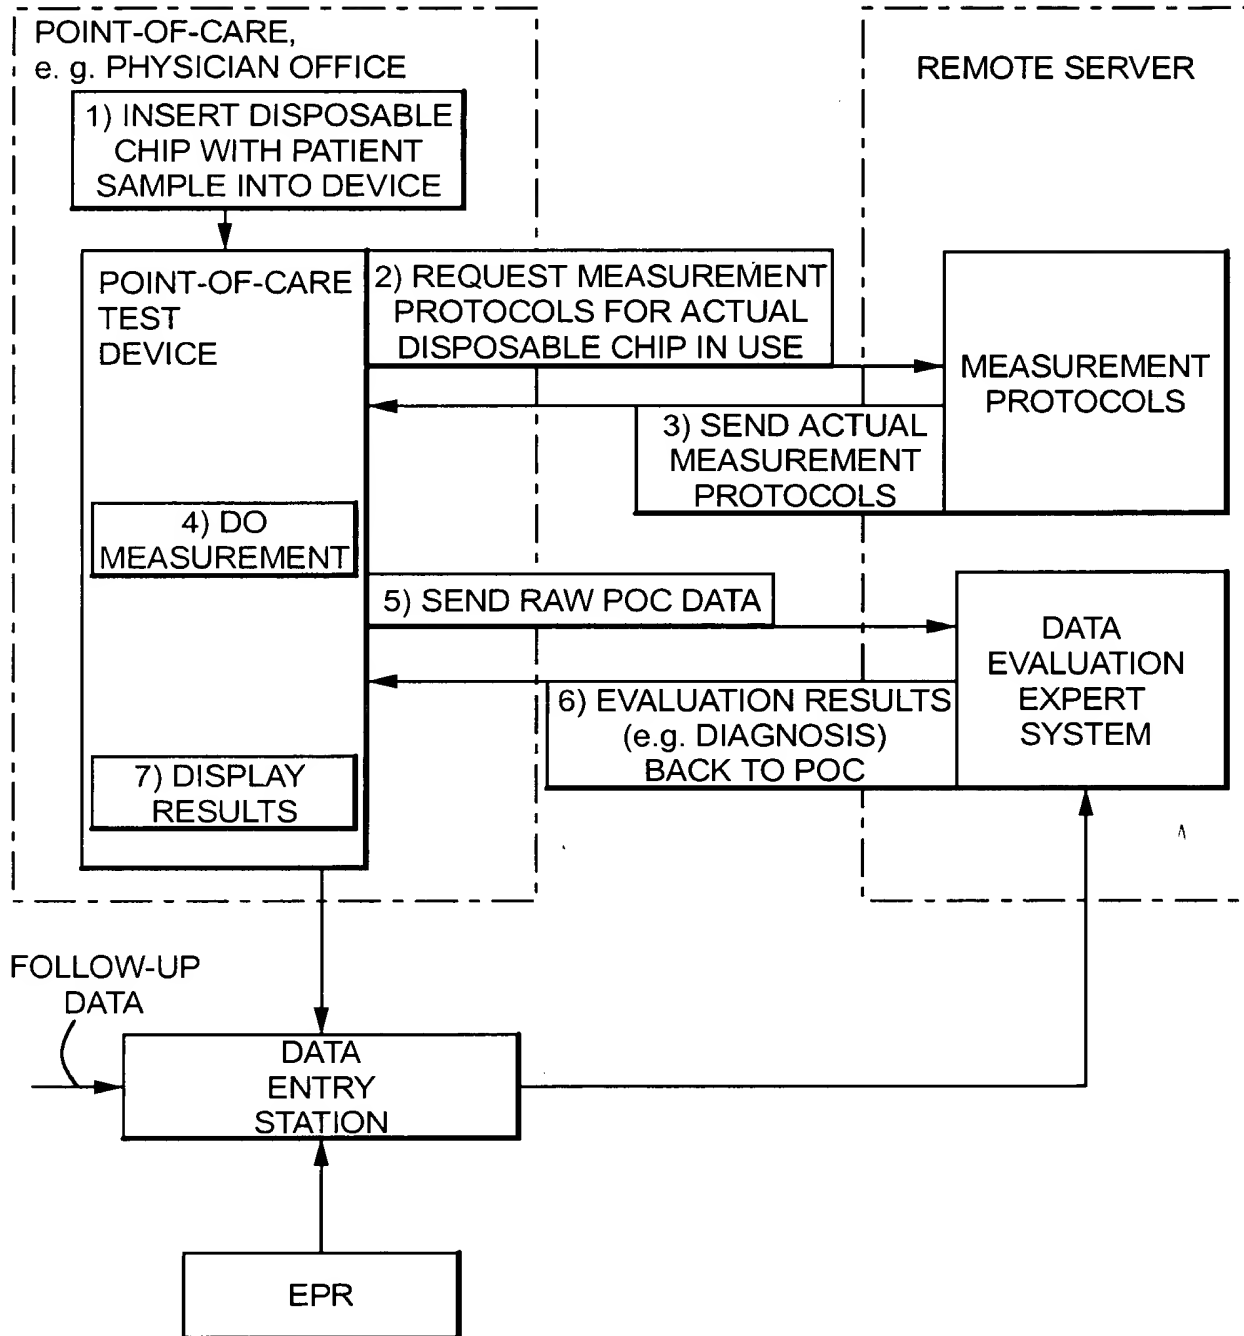 POINT-OF-CARE,
e. g. PHYSICIAN OFFICE
REMOTE SERVER
1) INSERT DISPOSABLE
CHIP WITH PATIENT
SAMPLE INTO DEVICE
POINT-OF-CARE
TEST
DEVICE
2) REQUEST MEASUREMENT
PROTOCOLS FOR ACTUAL
DISPOSABLE CHIP IN USE
MEASUREMENT
PROTOCOLS
3) SEND ACTUAL
MEASUREMENT
PROTOCOLS
4) DO
MEASUREMENT
5) SEND RAW POC DATA
DATA
EVALUATION
EXPERT
SYSTEM
6) EVALUATION RESULTS
(e.g. DIAGNOSIS)
BACK TO POC
7) DISPLAY
RESULTS
FOLLOW-UP
DATA
DATA
ENTRY
STATION
EPR